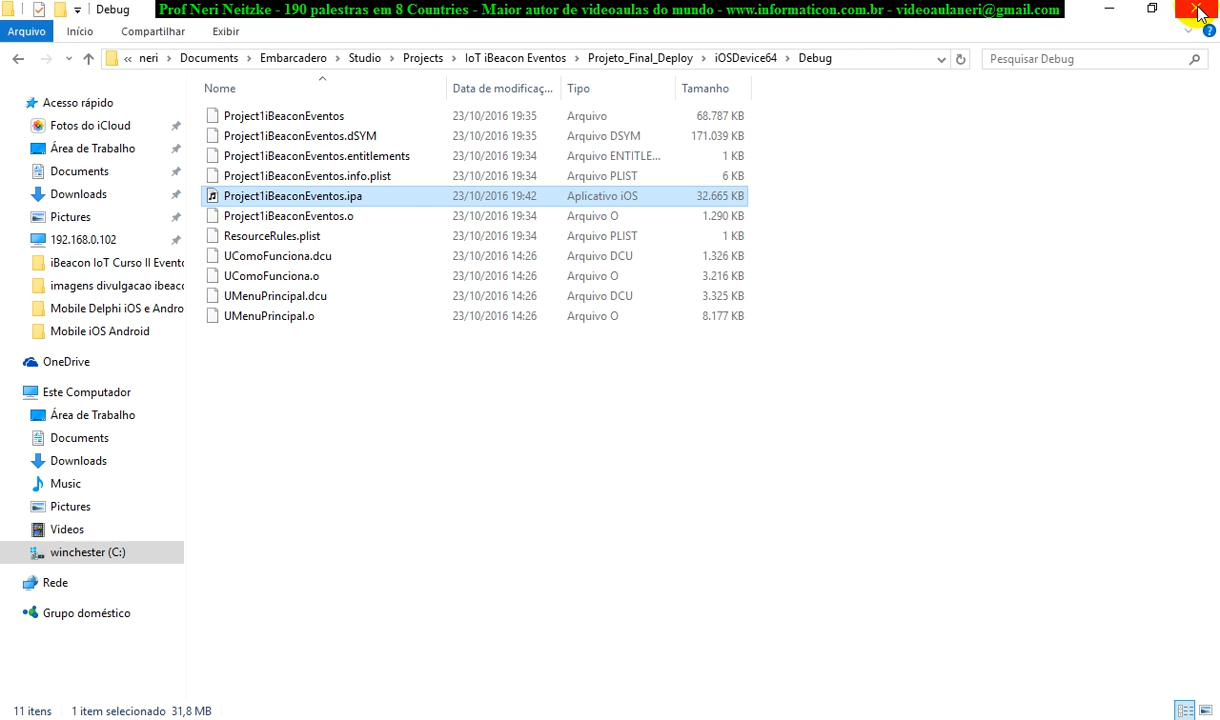 Debug
Prof Neri Neitzke - 190 palestras em 8 Countries - Maior autor de videoaulas do mundo - www.informaticon.com.br - videoaulaneri@gmail.com
Arquivo Início Compartilhar Exibir
« neri Documents Embarcadero Studio Projects IoT iBeacon Eventos Projeto_Final_Deploy iOSDevice64 Debug
Pesquisar Debug
Nome Data de modificaç... Tipo Tamanho
Project1iBeaconEventos 23/10/2016 19:35 Arquivo 68.787 KB
Project1iBeaconEventos.dSYM 23/10/2016 19:35 Arquivo DSYM 171.039 KB
Project1iBeaconEventos.entitlements 23/10/2016 19:34 Arquivo ENTITLE... 1 KB
Project1iBeaconEventos.info.plist 23/10/2016 19:34 Arquivo PLIST 6 KB
Project1iBeaconEventos.ipa 23/10/2016 19:42 Aplicativo iOS 32.665 KB
Project1iBeaconEventos.o 23/10/2016 19:34 Arquivo O 1.290 KB
ResourceRules.plist 23/10/2016 19:34 Arquivo PLIST 1 KB
UComoFunciona.dcu 23/10/2016 14:26 Arquivo DCU 1.326 KB
UComoFunciona.o 23/10/2016 14:26 Arquivo O 3.216 KB
UMenuPrincipal.dcu 23/10/2016 14:26 Arquivo DCU 3.325 KB
UMenuPrincipal.o 23/10/2016 14:26 Arquivo O 8.177 KB
Acesso rápido
Fotos do iCloud
Área de Trabalho
Documents
Downloads
Pictures
192.168.0.102
iBeacon IoT Curso II Evento
imagens divulgacao ibeaco
Mobile Delphi iOS e Andro
Mobile iOS Android
OneDrive
Este Computador
Área de Trabalho
Documents
Downloads
Music
Pictures
Videos
winchester (C:)
Rede
Grupo doméstico
11 itens 1 item selecionado 31,8 MB